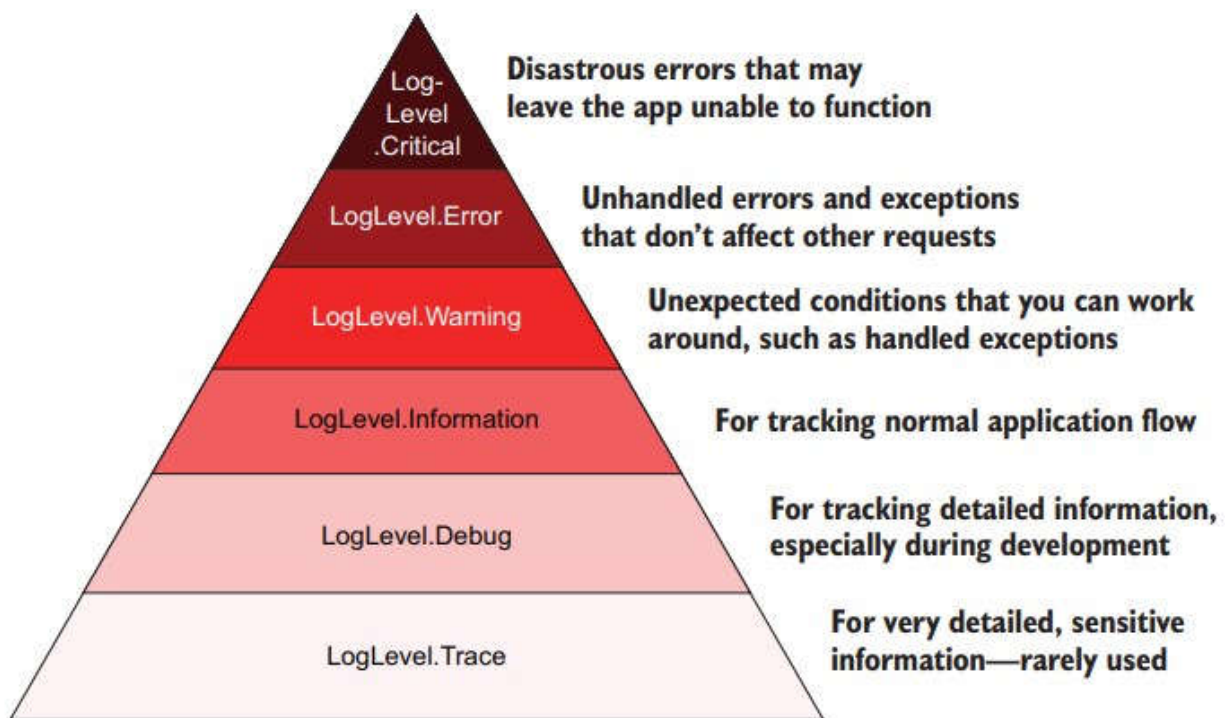 Log-
Level
.Critical
Disastrous errors that may
leave the app unable to function
LogLevel.Error
Unhandled errors and exceptions
that don’t affect other requests
LogLevel.Warning
Unexpected conditions that you can work
around, such as handled exceptions
LogLevel.Information
For tracking normal application flow
LogLevel.Debug
For tracking detailed information,
especially during development
LogLevel.Trace
For very detailed, sensitive
information—rarely used